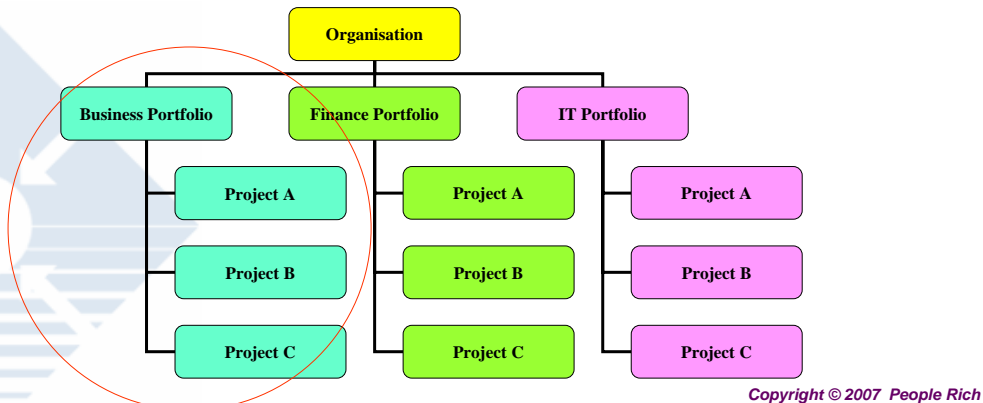 Organisation
Business Portfolio
Finance Portfolio
IT Portfolio
Project A
Project A
Project A
Project B
Project B
Project B
Project C
Project C
Project C
Copyright © 2007 People Rich